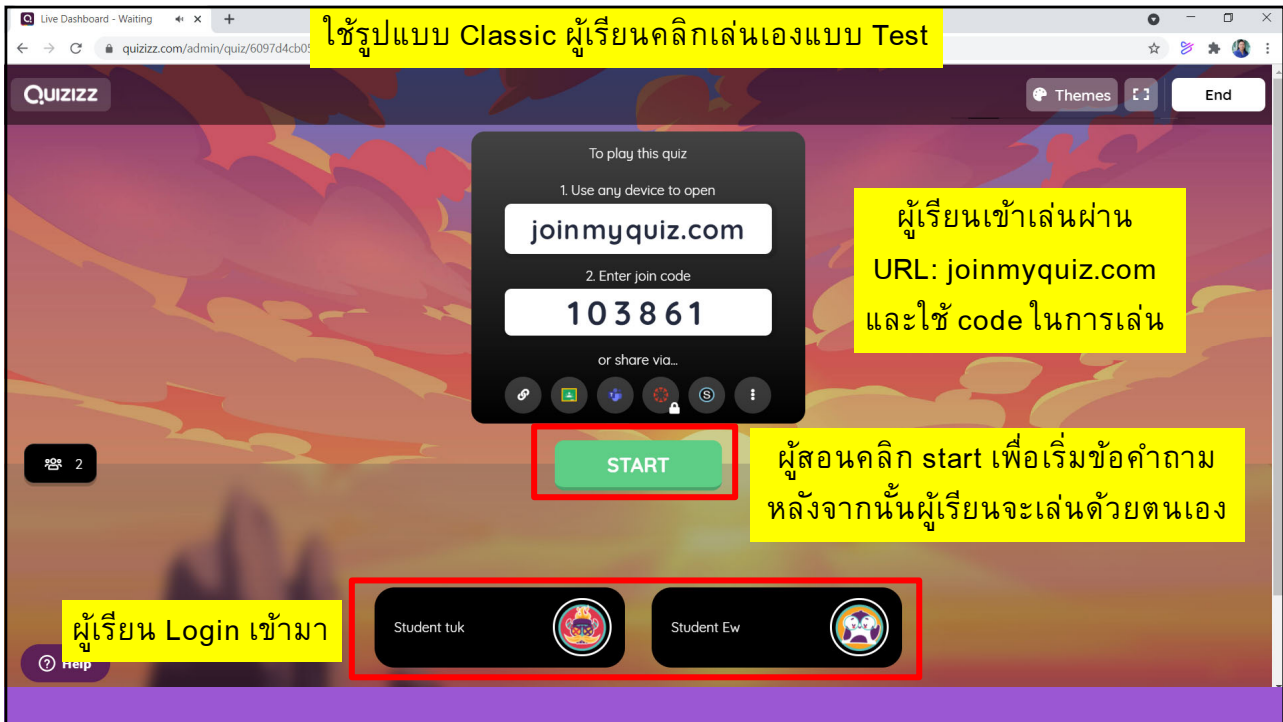 Live Dashboard - Waiting
ใช้รูปแบบ Classic ผู้เรียนคลิกเล่นเองแบบ Test
quizizz.com/admin/quiz/6097d4cb05
QUIZIZZ
Themes
End
To play this quiz
1. Use any device to open
joinmyquiz.com
2. Enter join code
103861
or share via...
ผู้เรียนเข้าเล่นผ่าน
URL: joinmyquiz.com
และใช้ code ในการเล่น
2
START
ผู้สอนคลิก start เพื่อเริ่มข้อคำถาม
หลังจากนั้นผู้เรียนจะเล่นด้วยตนเอง
ผู้เรียน Login เข้ามา
Student tuk
Student Ew
Help